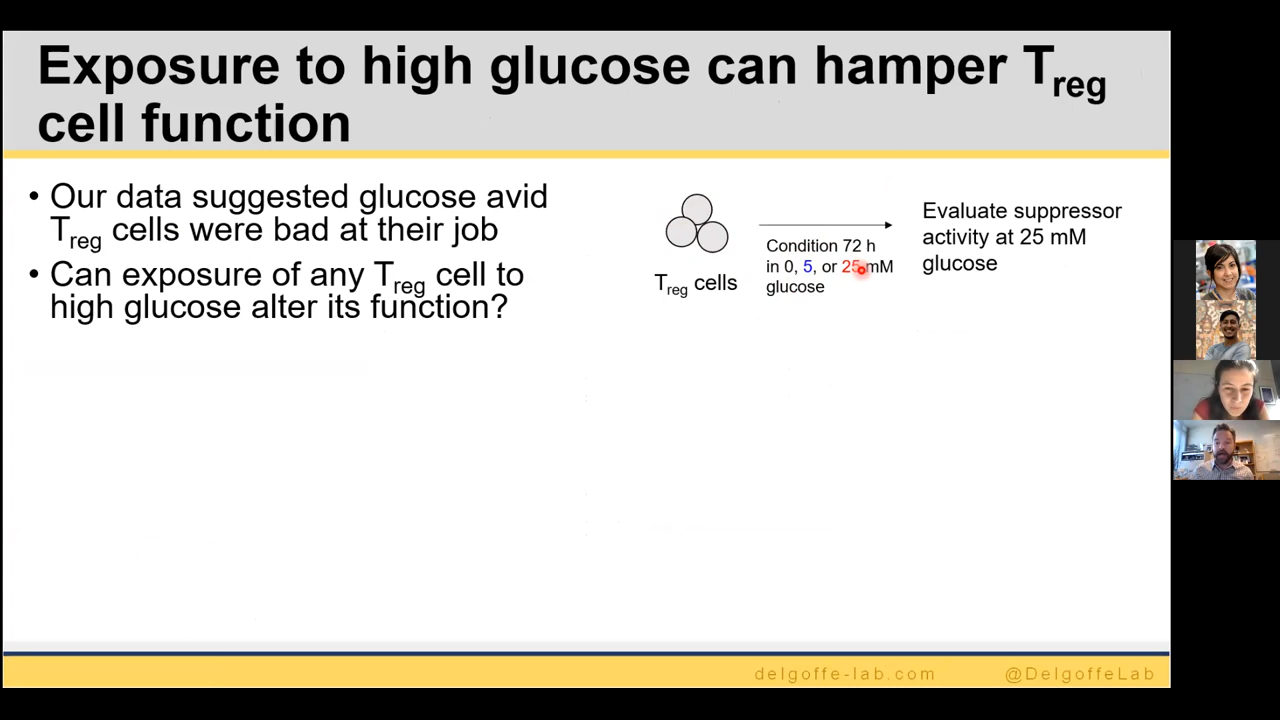 Exposure to high glucose can hamper Treg
cell function
• Our data suggested glucose avid
Treg cells were bad at their job
• Can exposure of any Treg cell to
high glucose alter its function?
Treg cells
Condition 72 h
in 0, 5, or 25 mM
glucose
Evaluate suppressor
activity at 25 mM
glucose
delgoffe-lab.com
@DelgoffeLab